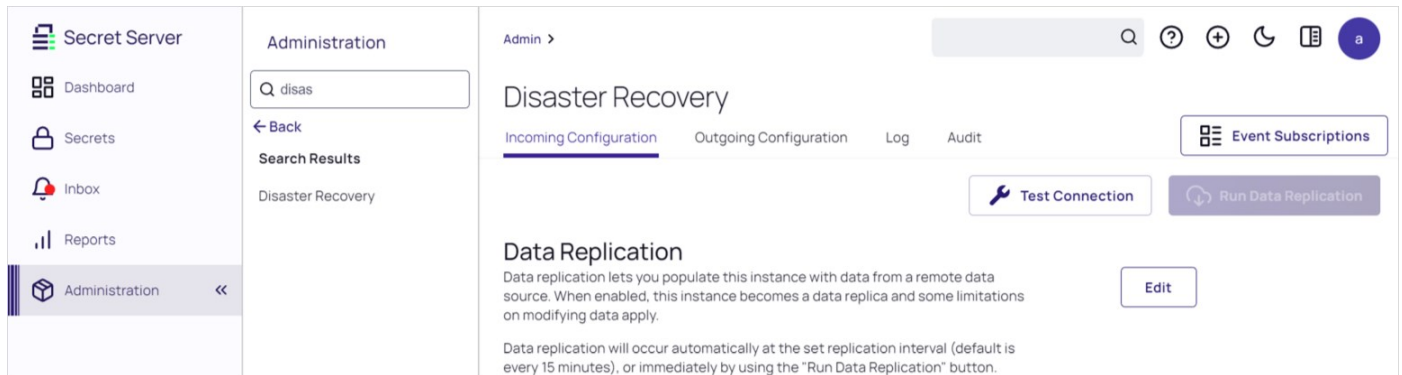 Secret Server
Dashboard
Secrets
Inbox
Reports
Administration
Administration
disas
Back
Search Results
Disaster Recovery
Admin >
a
Disaster Recovery
Incoming Configuration Outgoing Configuration Log Audit
Event Subscriptions
Test Connection
Run Data Replication
Data Replication
Data replication lets you populate this instance with data from a remote data
source. When enabled, this instance becomes a data replica and some limitations
on modifying data apply.
Edit
Data replication will occur automatically at the set replication interval (default is
every 15 minutes), or immediately by using the "Run Data Replication" button.